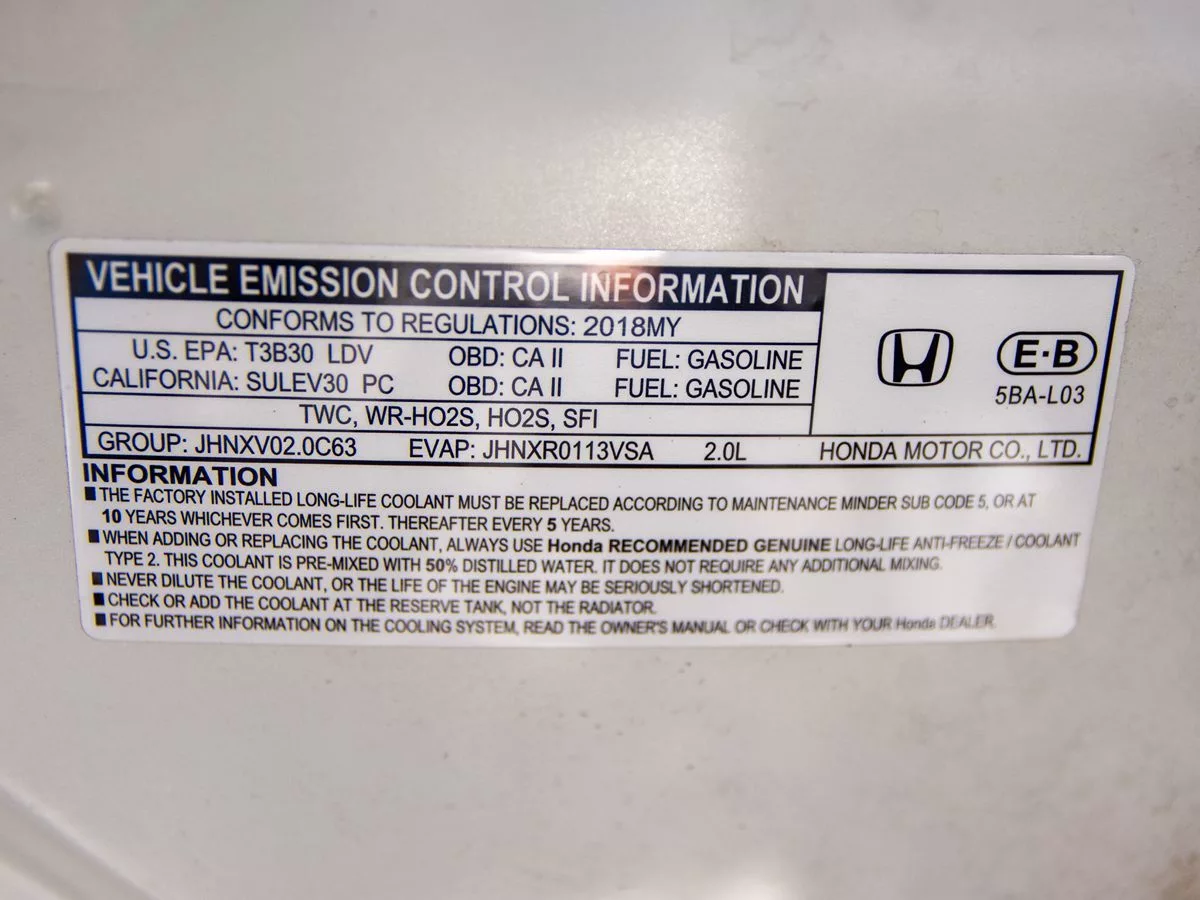 VEHICLE EMISSION CONTROL INFORMATION
CONFORMS TO REGULATIONS: 2018MY
U.S. EPA: T3B30 LDV OBD: CA II FUEL: GASOLINE
CALIFORNIA: SULEV30 PC OBD: CA II FUEL: GASOLINE
TWC, WR-HO2S, HO2S, SFI
E·B
5BA-L03
GROUP: JHNXV02.0C63 EVAP: JHNXR0113VSA 2.0L HONDA MOTOR CO., LTD.
INFORMATION
■ THE FACTORY INSTALLED LONG-LIFE COOLANT MUST BE REPLACED ACCORDING TO MAINTENANCE MINDER SUB CODE 5, OR AT
10 YEARS WHICHEVER COMES FIRST. THEREAFTER EVERY 5 YEARS.
■ WHEN ADDING OR REPLACING THE COOLANT, ALWAYS USE Honda RECOMMENDED GENUINE LONG-LIFE ANTI-FREEZE / COOLANT
TYPE 2. THIS COOLANT IS PRE-MIXED WITH 50% DISTILLED WATER. IT DOES NOT REQUIRE ANY ADDITIONAL MIXING.
■ NEVER DILUTE THE COOLANT, OR THE LIFE OF THE ENGINE MAY BE SERIOUSLY SHORTENED.
■ CHECK OR ADD THE COOLANT AT THE RESERVE TANK, NOT THE RADIATOR.
■ FOR FURTHER INFORMATION ON THE COOLING SYSTEM, READ THE OWNER'S MANUAL OR CHECK WITH YOUR Honda DEALER.